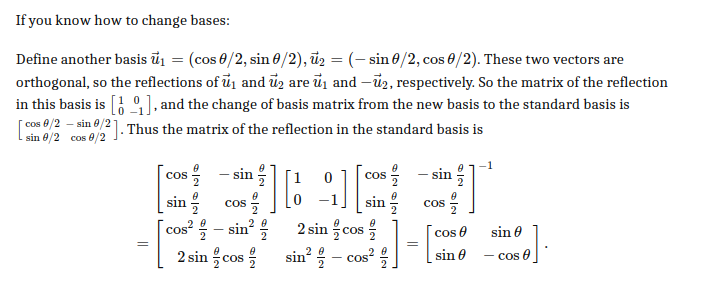 If you know how to change bases:
Define another basis $\vec{u}_1 = (\cos\theta/2, \sin\theta/2), \vec{u}_2 = (-\sin\theta/2, \cos\theta/2)$. These two vectors are
orthogonal, so the reflections of $\vec{u}_1$ and $\vec{u}_2$ are $\vec{u}_1$ and $-\vec{u}_2$, respectively. So the matrix of the reflection
in this basis is $\left[\begin{smallmatrix} 1 & 0 \\ 0 & -1 \end{smallmatrix}\right]$, and the change of basis matrix from the new basis to the standard basis is
$\left[\begin{smallmatrix} \cos\theta/2 & -\sin\theta/2 \\ \sin\theta/2 & \cos\theta/2 \end{smallmatrix}\right]$. Thus the matrix of the reflection in the standard basis is
$\begin{bmatrix} \cos\frac{\theta}{2} & -\sin\frac{\theta}{2} \\ \sin\frac{\theta}{2} & \cos\frac{\theta}{2} \end{bmatrix} \begin{bmatrix} 1 & 0 \\ 0 & -1 \end{bmatrix} \begin{bmatrix} \cos\frac{\theta}{2} & -\sin\frac{\theta}{2} \\ \sin\frac{\theta}{2} & \cos\frac{\theta}{2} \end{bmatrix}^{-1}$
$= \begin{bmatrix} \cos^2\frac{\theta}{2} - \sin^2\frac{\theta}{2} & 2\sin\frac{\theta}{2}\cos\frac{\theta}{2} \\ 2\sin\frac{\theta}{2}\cos\frac{\theta}{2} & \sin^2\frac{\theta}{2} - \cos^2\frac{\theta}{2} \end{bmatrix} = \begin{bmatrix} \cos\theta & \sin\theta \\ \sin\theta & -\cos\theta \end{bmatrix}.$